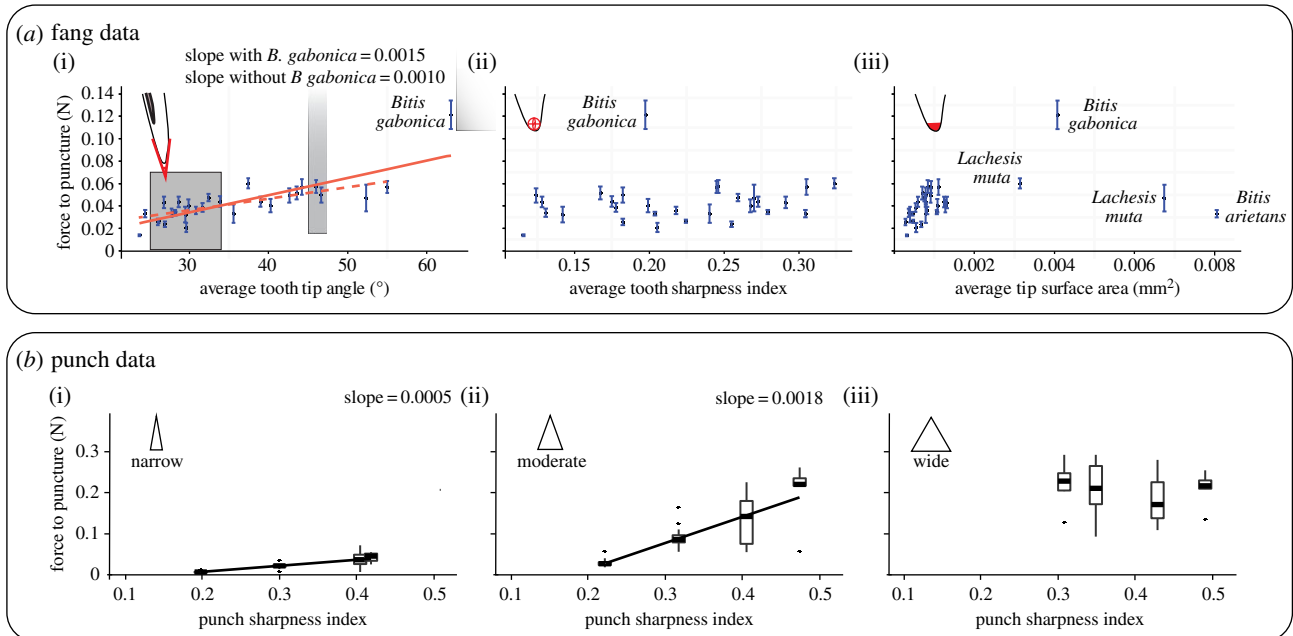 (a) fang data
(i)
slope with B. gabonica = 0.0015
slope without B gabonica = 0.0010
force to puncture (N)
0.14
0.12
0.10
0.08
0.06
0.04
0.02
0
Bitis
gabonica
30
40
50
60
average tooth tip angle (°)
(ii)
Bitis
gabonica
0.15
0.20
0.25
0.30
average tooth sharpness index
(iii)
Bitis
gabonica
Lachesis
muta
Lachesis
muta
Bitis
arietans
0.002
0.004
0.006
0.008
average tip surface area (mm²)
(b) punch data
(i)
slope = 0.0005
narrow
force to puncture (N)
0.3
0.2
0.1
0
0.1
0.2
0.3
0.4
0.5
punch sharpness index
(ii)
slope = 0.0018
moderate
0.1
0.2
0.3
0.4
0.5
punch sharpness index
(iii)
wide
0.1
0.2
0.3
0.4
0.5
punch sharpness index